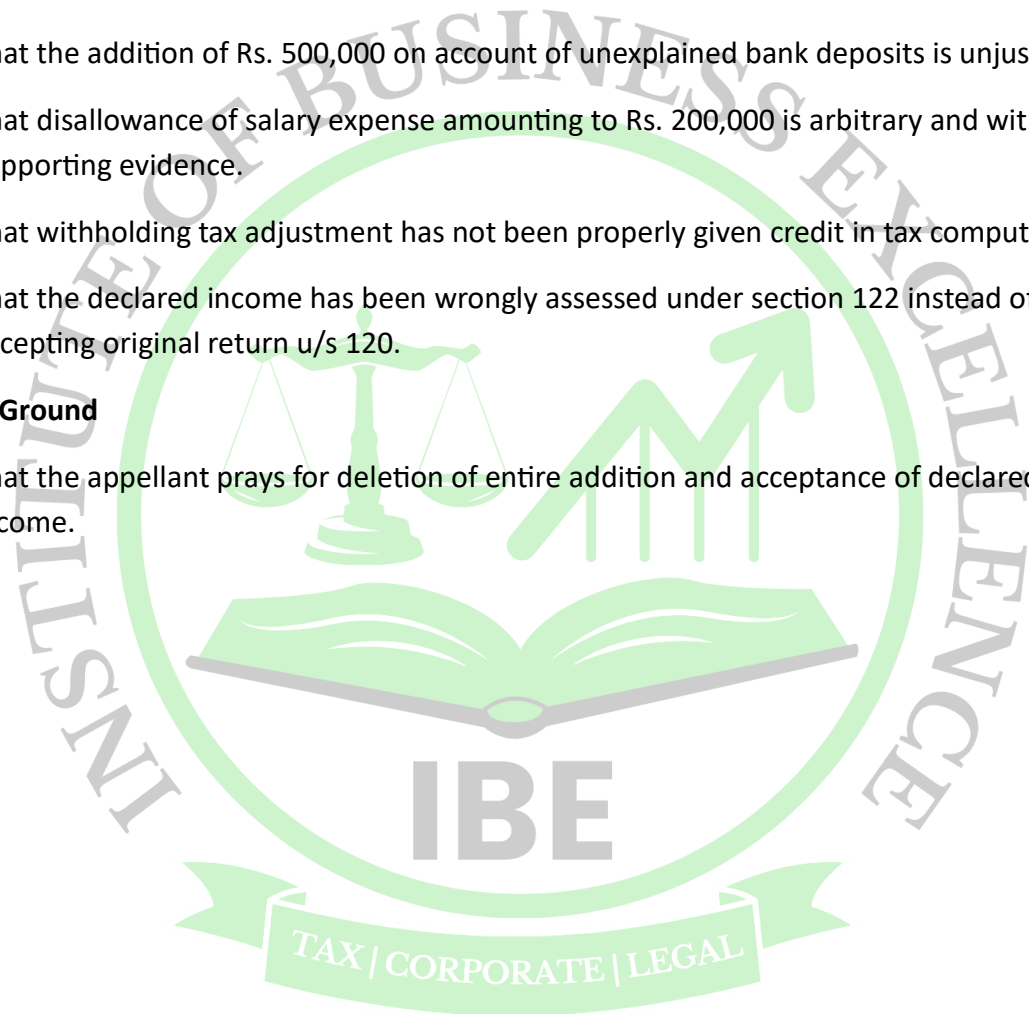 hat the addition of Rs. 500,000 on account of unexplained bank deposits is unjus
hat disallowance of salary expense amounting to Rs. 200,000 is arbitrary and wit
pporting evidence.
hat withholding tax adjustment has not been properly given credit in tax comput
hat the declared income has been wrongly assessed under section 122 instead of
cepting original return u/s 120.
Ground
hat the appellant prays for deletion of entire addition and acceptance of declared
come.
INSTITUTE OF BUSINESS EXCELLENCE
IBE
TAX | CORPORATE | LEGAL